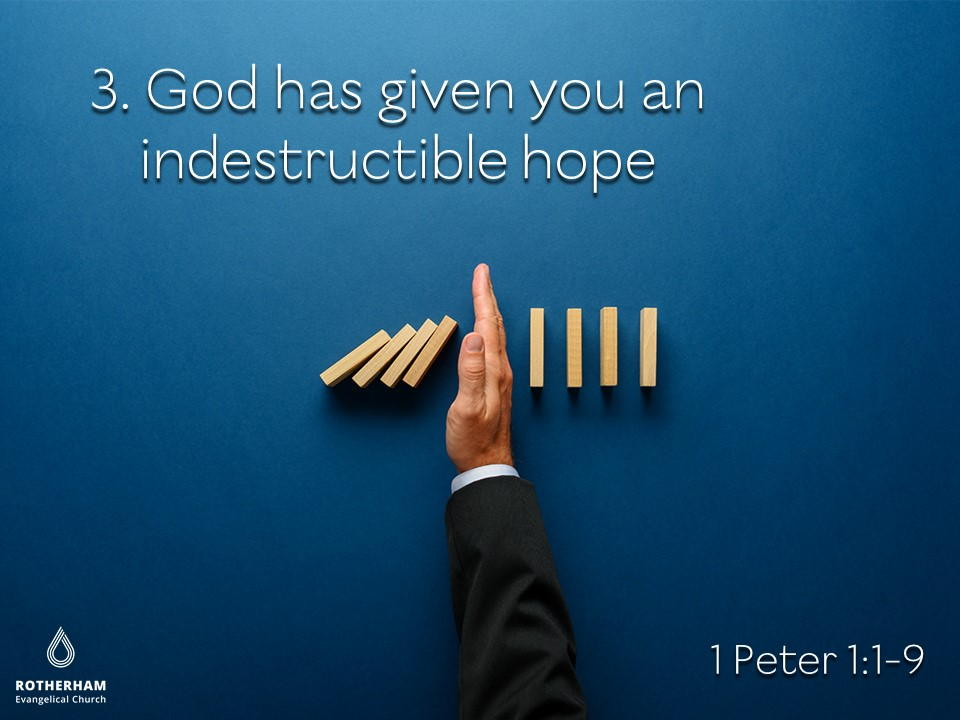 3. God has given you an
indestructible hope
1 Peter 1:1-9
ROTHERHAM
Evangelical Church